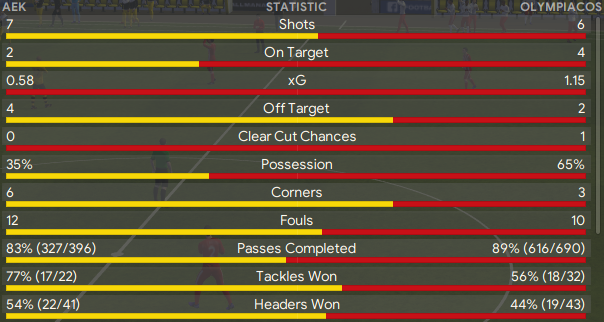 AEK STATISTIC OLYMPIACOS
7 Shots 6
2 On Target 4
0.58 xG 1.15
4 Off Target 2
0 Clear Cut Chances 1
35% Possession 65%
6 Corners 3
12 Fouls 10
83% (327/396) Passes Completed 89% (616/690)
77% (17/22) Tackles Won 56% (18/32)
54% (22/41) Headers Won 44% (19/43)